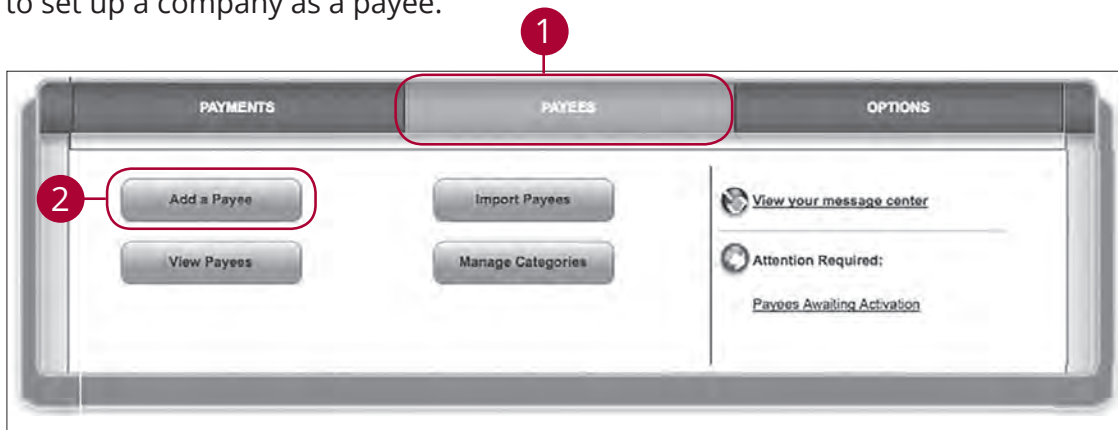 to set up a company as a payee.
1
PAYMENTS PAYEES OPTIONS
2 Add a Payee Import Payees View your message center
View Payees Manage Categories Attention Required:
Payees Awaiting Activation